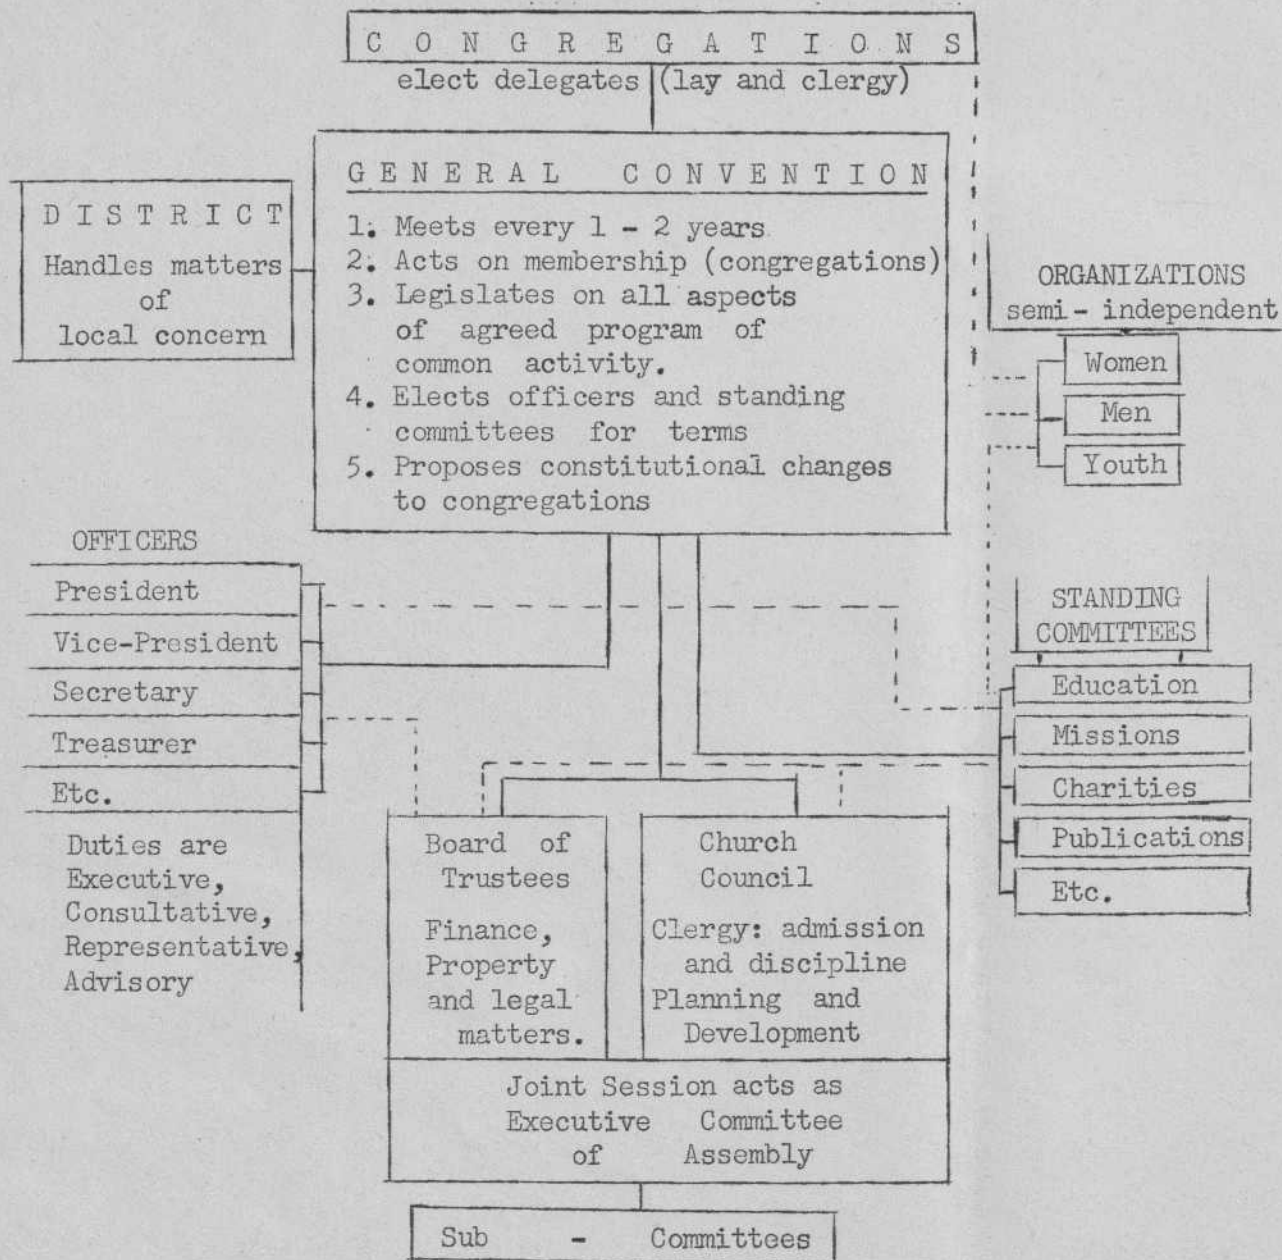 C O N G R E G A T I O N S
elect delegates (lay and clergy)
G E N E R A L   C O N V E N T I O N
1. Meets every 1 - 2 years
2. Acts on membership (congregations)
3. Legislates on all aspects
of agreed program of
common activity.
4. Elects officers and standing
committees for terms
5. Proposes constitutional changes
to congregations
D I S T R I C T
Handles matters
of
local concern
ORGANIZATIONS
semi- independent
Women
Men
Youth
OFFICERS
President
Vice-President
Secretary
Treasurer
Etc.
Duties are
Executive,
Consultative,
Representative,
Advisory
STANDING
COMMITTEES
Education
Missions
Charities
Publications
Etc.
Board of
Trustees
Finance,
Property
and legal
matters.
Church
Council
Clergy: admission
and discipline
Planning and
Development
Joint Session acts as
Executive Committee
of Assembly
Sub - Committees